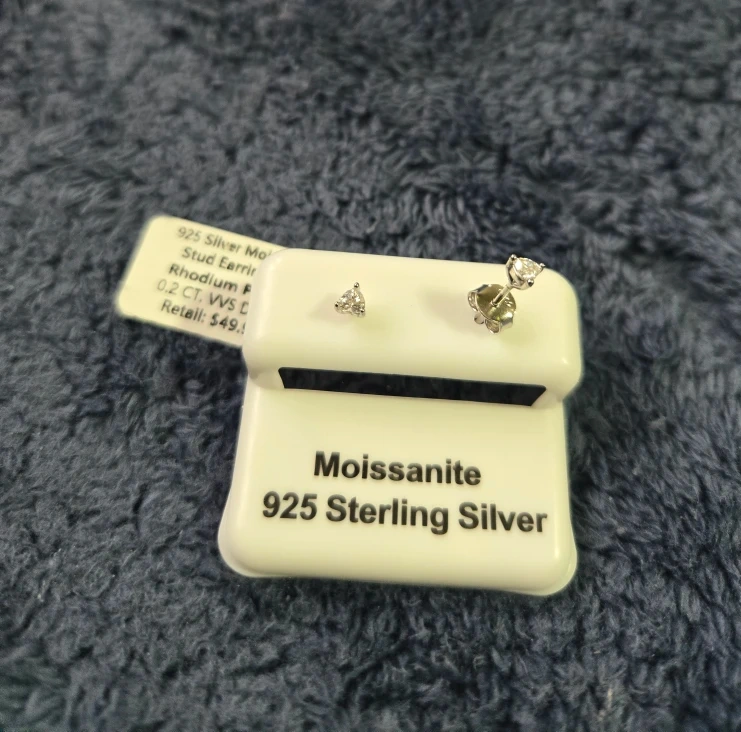 925 Silver
Stud
Rhodium
0.2 CT. VVS
Retail:
Moissanite
925 Sterling Silver